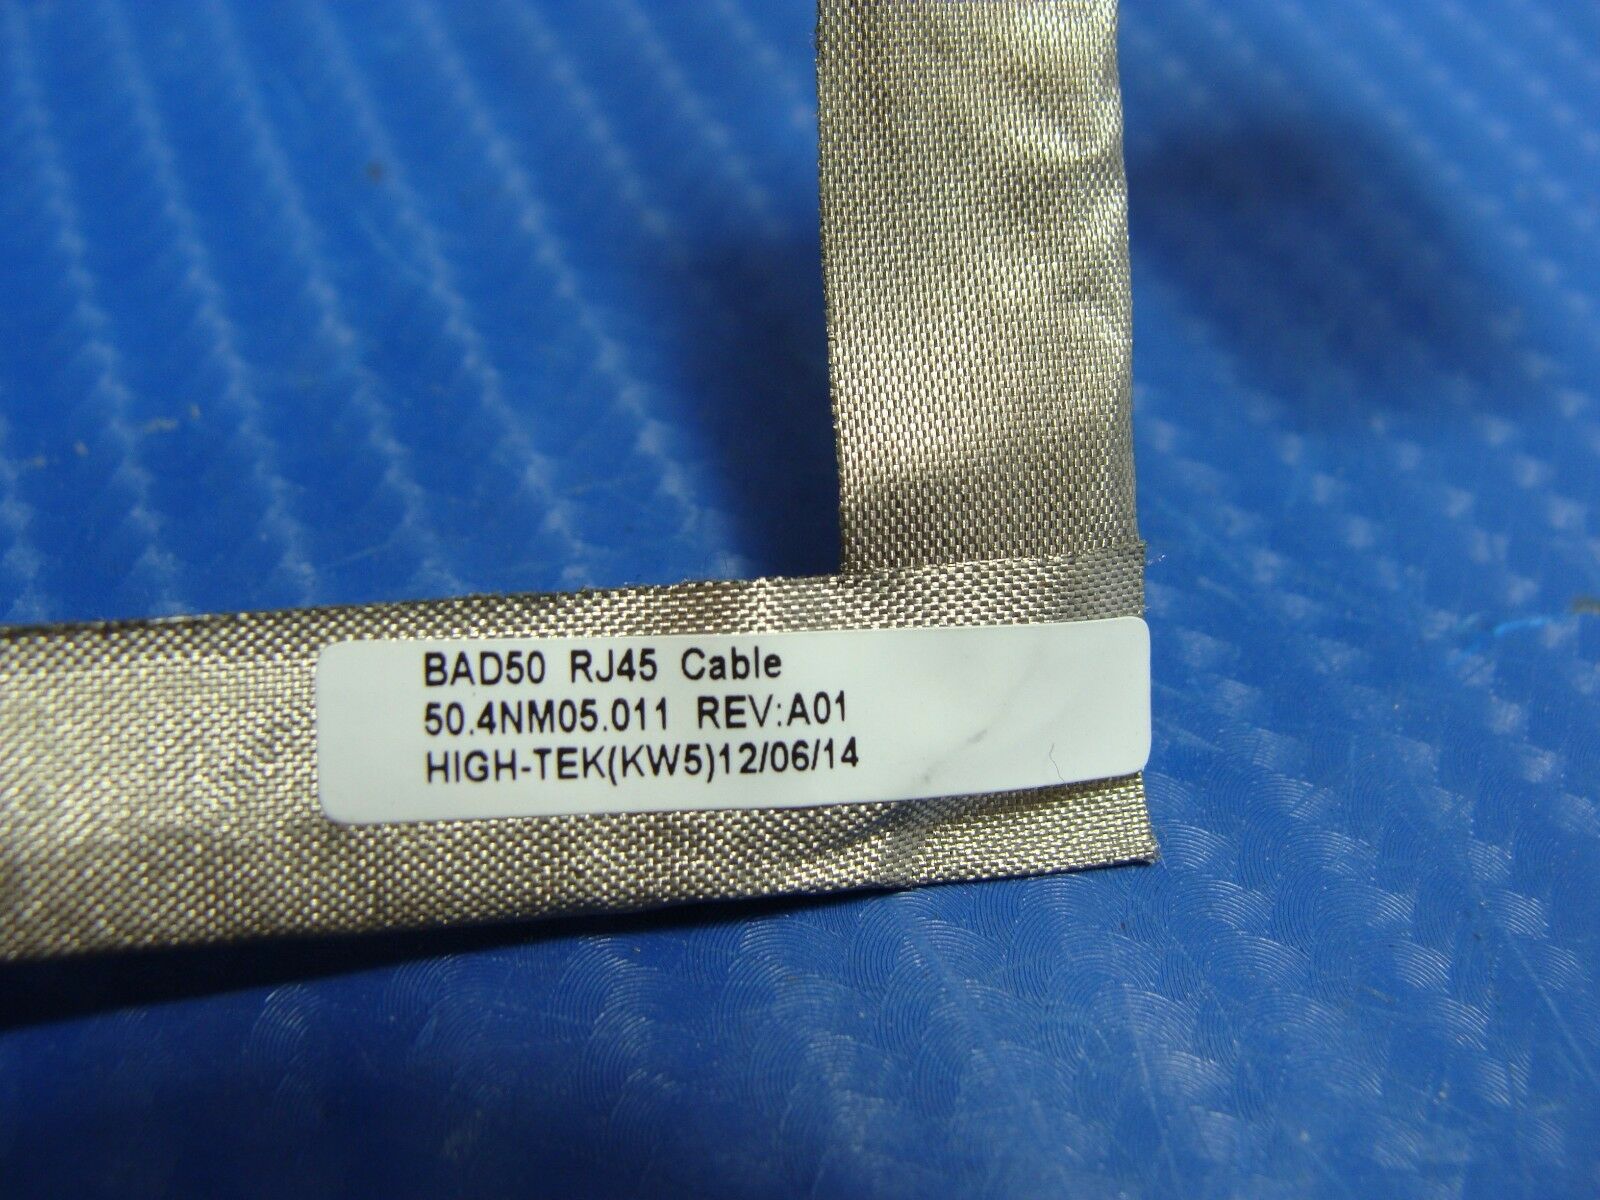 BAD50 RJ45 Cable
50.4NM05.011 REV:A01
HIGH-TEK(KW5)12/06/14